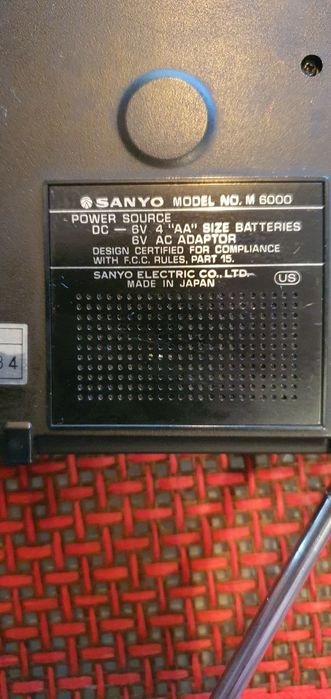 SANYO MODEL NO. M 6000
POWER SOURCE
DC — 6V 4 "AA" SIZE BATTERIES
6V AC ADAPTOR
DESIGN CERTIFIED FOR COMPLIANCE
WITH F.C.C. RULES, PART 15.
SANYO ELECTRIC CO., LTD.
MADE IN JAPAN
US
84